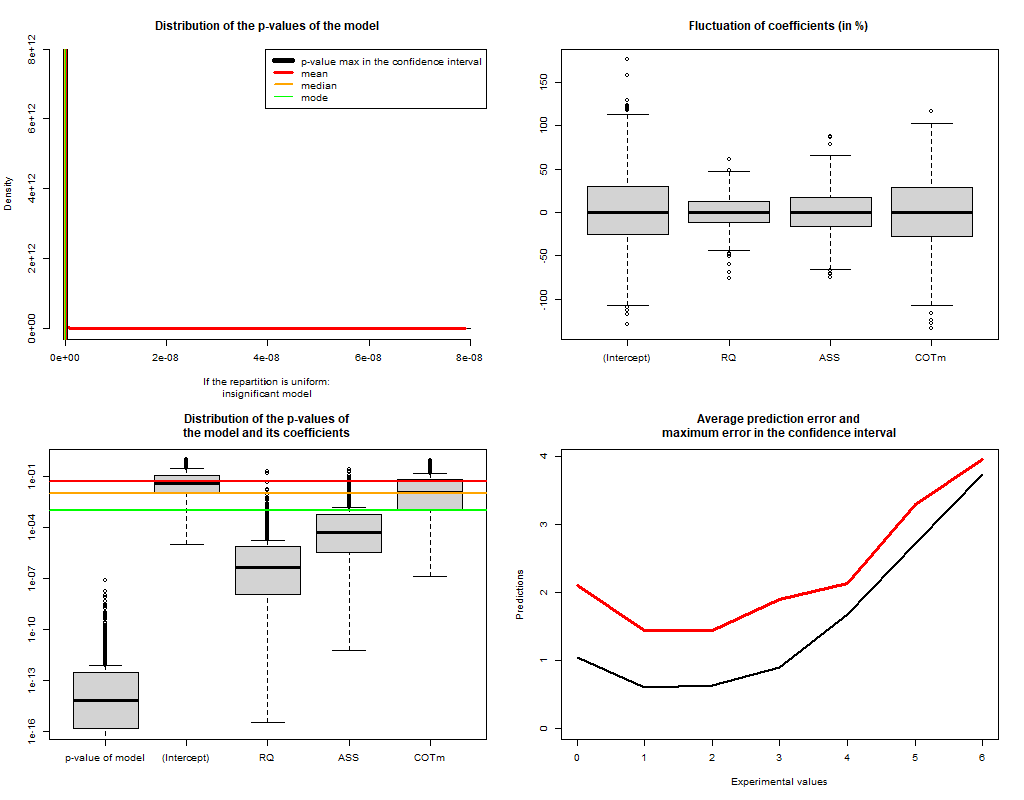 Distribution of the p-values of the model
Density
0e+00 2e+12 4e+12 6e+12 8e+12
p-value max in the confidence interval
mean
median
mode
0e+00 2e-08 4e-08 6e-08 8e-08
If the repartition is uniform:
insignificant model
Fluctuation of coefficients (in %)
-100 -50 0 50 100 150
(Intercept) RQ ASS COTm
Distribution of the p-values of
the model and its coefficients
1e-16 1e-13 1e-10 1e-07 1e-04 1e-01
p-value of model (Intercept) RQ ASS COTm
Average prediction error and
maximum error in the confidence interval
Predictions
0 1 2 3 4
0 1 2 3 4 5 6
Experimental values